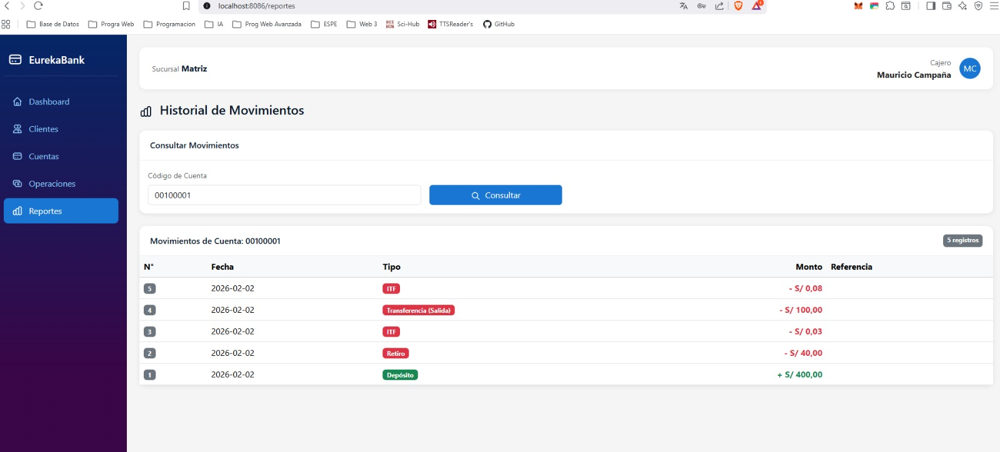 localhost:8086/reportes
1
Base de Datos Progra Web Programacion IA Prog Web Avanzada ESPE Web 3 SCI HUB Sci-Hub TTSReader's GitHub
EurekaBank
Dashboard
Clientes
Cuentas
Operaciones
Reportes
Sucursal Matriz
Cajero
Mauricio Campaña
MC
Historial de Movimientos
Consultar Movimientos
Código de Cuenta
00100001 Consultar
Movimientos de Cuenta: 00100001 5 registros
N° Fecha Tipo Monto Referencia
5 2026-02-02 ITF - S/ 0,08
4 2026-02-02 Transferencia (Salida) - S/ 100,00
3 2026-02-02 ITF - S/ 0,03
2 2026-02-02 Retiro - S/ 40,00
1 2026-02-02 Depósito + S/ 400,00